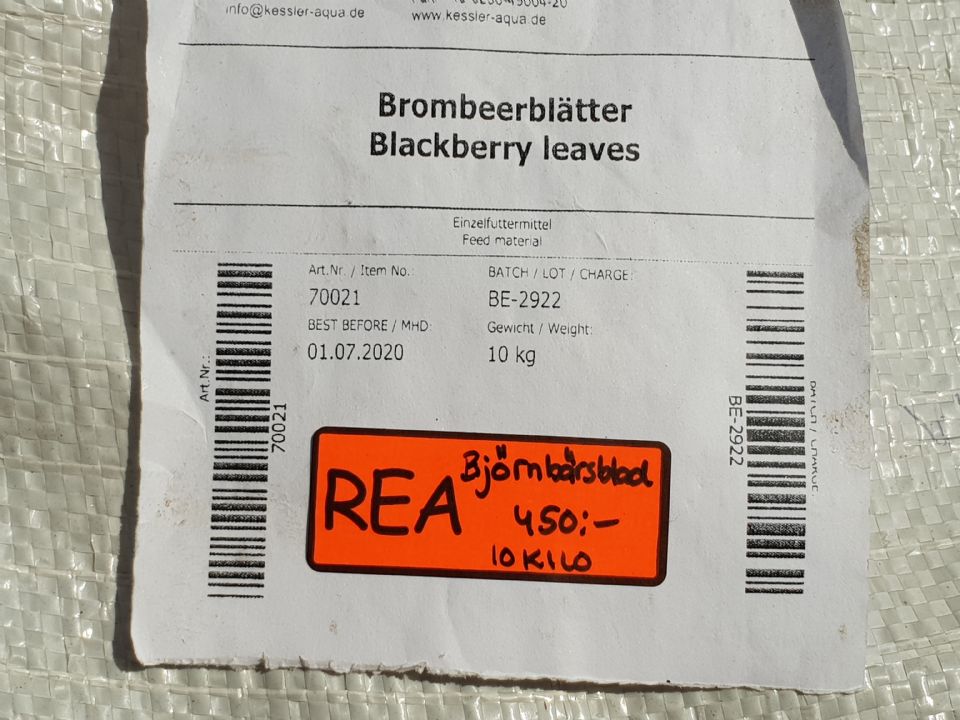 info@kessler-aqua.de
www.kessler-aqua.de
Brombeerblätter
Blackberry leaves
Einzelfuttermittel
Feed material
Art.Nr. / Item No.:
BATCH / LOT / CHARGE:
70021
BE-2922
BEST BEFORE / MHD:
Gewicht / Weight:
01.07.2020
10 kg
Art.Nr.:
70021
BE-2922
BATCH / CHARGE
REA
Björnbärsblad
450:-
10 KILO